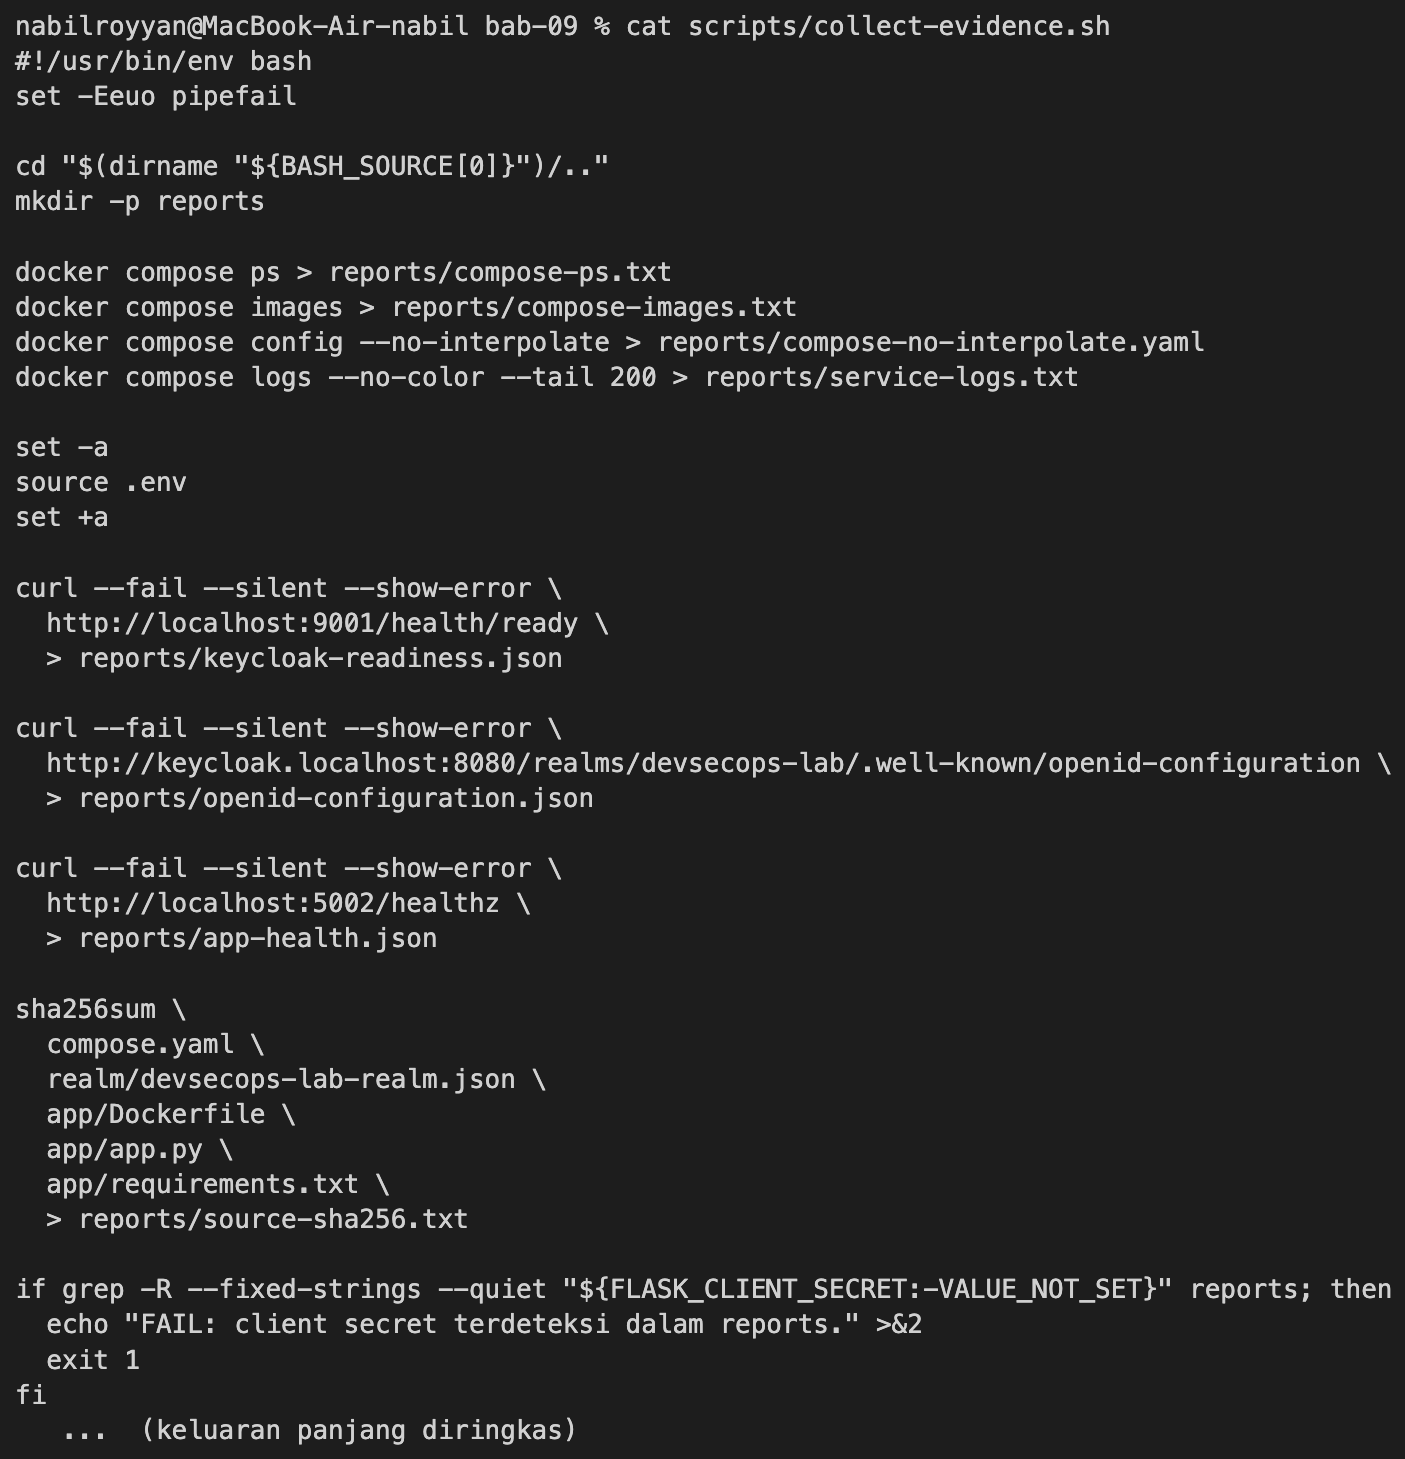 nabilroyyan@MacBook-Air-nabil bab-09 % cat scripts/collect-evidence.sh
#!/usr/bin/env bash
set -Eeuo pipefail

cd "$(dirname "${BASH_SOURCE[0]}")/.."
mkdir -p reports

docker compose ps > reports/compose-ps.txt
docker compose images > reports/compose-images.txt
docker compose config --no-interpolate > reports/compose-no-interpolate.yaml
docker compose logs --no-color --tail 200 > reports/service-logs.txt

set -a
source .env
set +a

curl --fail --silent --show-error \
  http://localhost:9001/health/ready \
  > reports/keycloak-readiness.json

curl --fail --silent --show-error \
  http://keycloak.localhost:8080/realms/devsecops-lab/.well-known/openid-configuration \
  > reports/openid-configuration.json

curl --fail --silent --show-error \
  http://localhost:5002/healthz \
  > reports/app-health.json

sha256sum \
  compose.yaml \
  realm/devsecops-lab-realm.json \
  app/Dockerfile \
  app/app.py \
  app/requirements.txt \
  > reports/source-sha256.txt

if grep -R --fixed-strings --quiet "${FLASK_CLIENT_SECRET:-VALUE_NOT_SET}" reports; then
  echo "FAIL: client secret terdeteksi dalam reports." >&2
  exit 1
fi
   ...  (keluaran panjang diringkas)